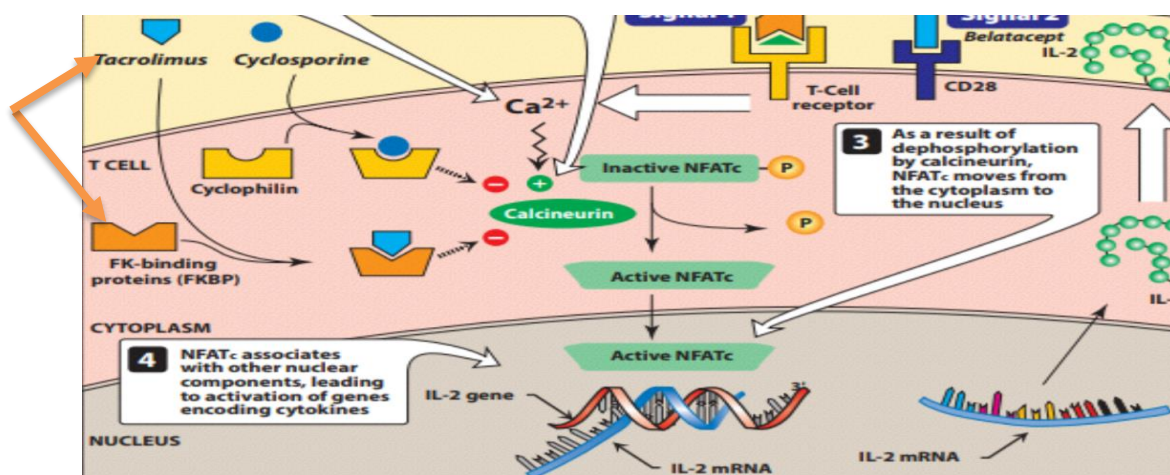 Signal 1
Signal 2
Tacrolimus
Cyclosporine
Belatacept
IL-2
Ca²⁺
T-Cell
receptor
CD28
T CELL
Cyclophilin
3
As a result of
dephosphorylation
by calcineurin,
NFATc moves from
the cytoplasm to
the nucleus
Inactive NFATc
P
–
+
Calcineurin
P
–
FK-binding
proteins (FKBP)
Active NFATc
CYTOPLASM
4
NFATc associates
with other nuclear
components, leading
to activation of genes
encoding cytokines
Active NFATc
IL-2 gene
3'
NUCLEUS
IL-2 mRNA
IL-2 mRNA